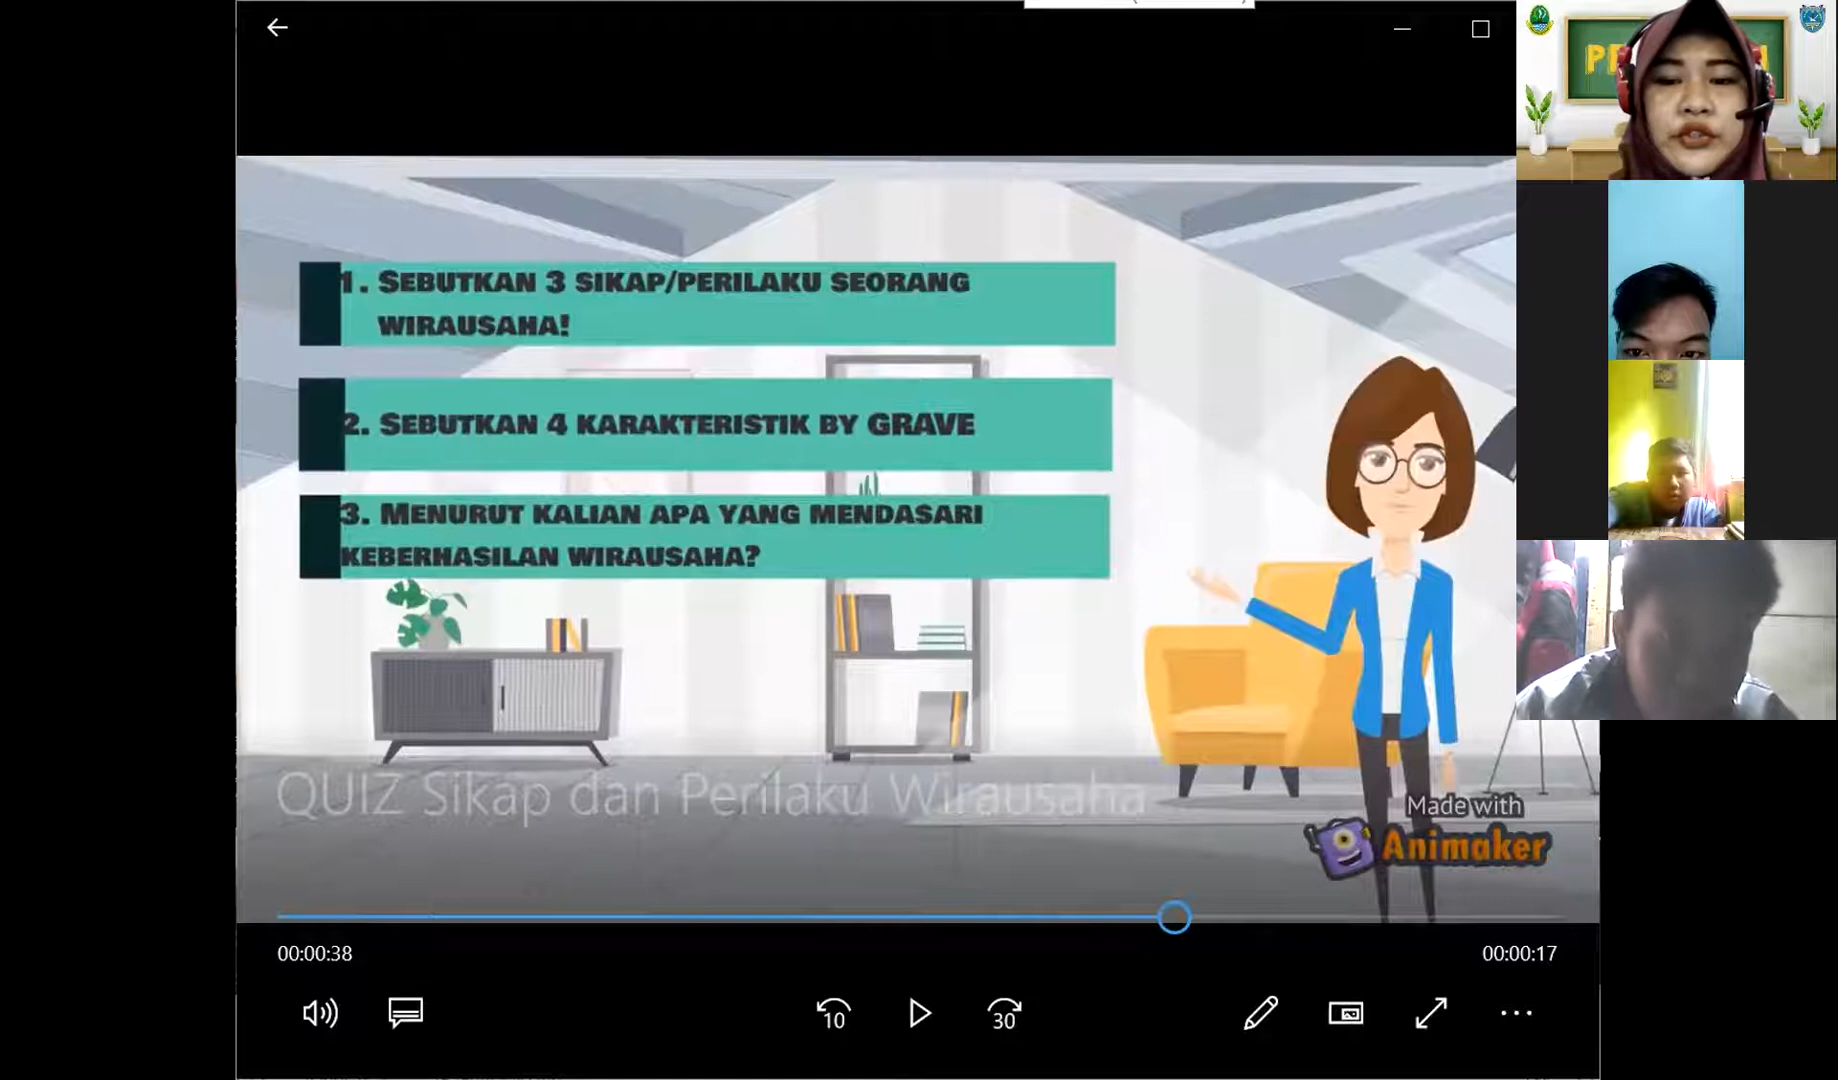 1. SEBUTKAN 3 SIKAP/PERILAKU SEORANG
WIRAUSAHA!
2. SEBUTKAN 4 KARAKTERISTIK BY GRAVE
3. MENURUT KALIAN APA YANG MENDASARI
KEBERHASILAN WIRAUSAHA?
QUIZ Sikap dan Perilaku Wirausaha
Made with
Animaker
00:00:38
00:00:17
10
30